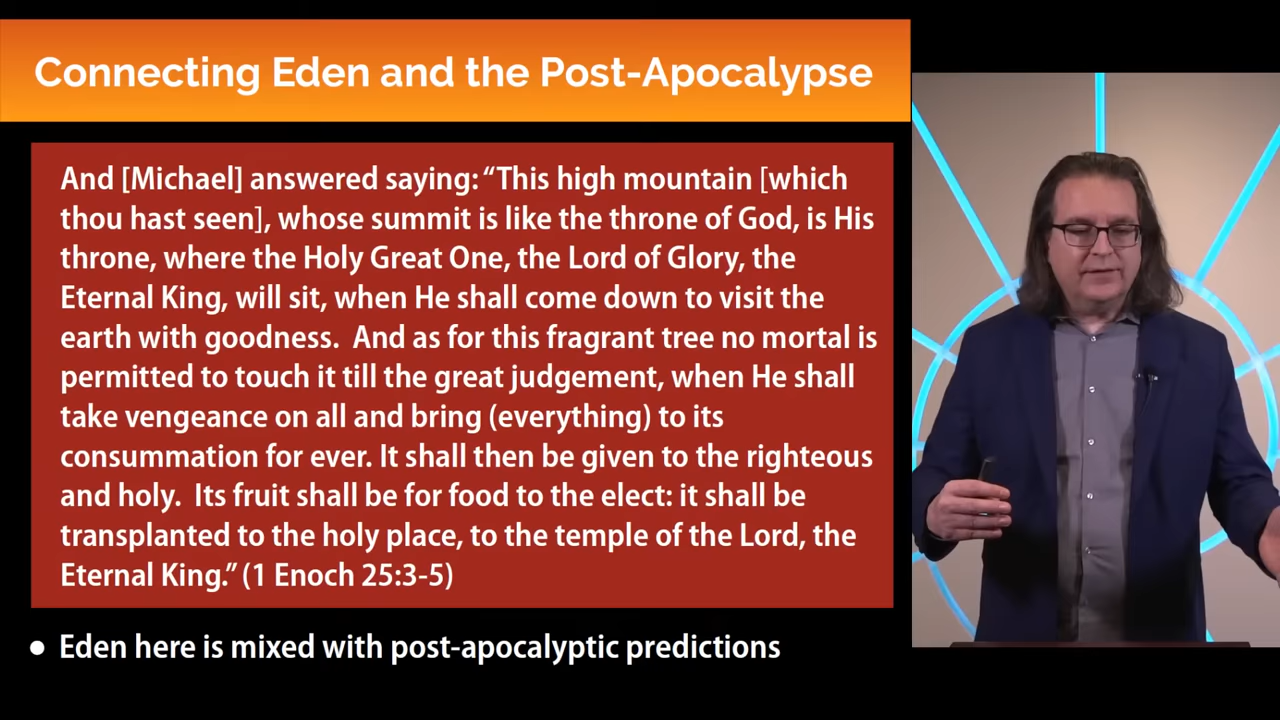 Connecting Eden and the Post-Apocalypse
And [Michael] answered saying: “This high mountain [which
thou hast seen], whose summit is like the throne of God, is His
throne, where the Holy Great One, the Lord of Glory, the
Eternal King, will sit, when He shall come down to visit the
earth with goodness.  And as for this fragrant tree no mortal is
permitted to touch it till the great judgement, when He shall
take vengeance on all and bring (everything) to its
consummation for ever. It shall then be given to the righteous
and holy.  Its fruit shall be for food to the elect: it shall be
transplanted to the holy place, to the temple of the Lord, the
Eternal King.” (1 Enoch 25:3-5)
● Eden here is mixed with post-apocalyptic predictions